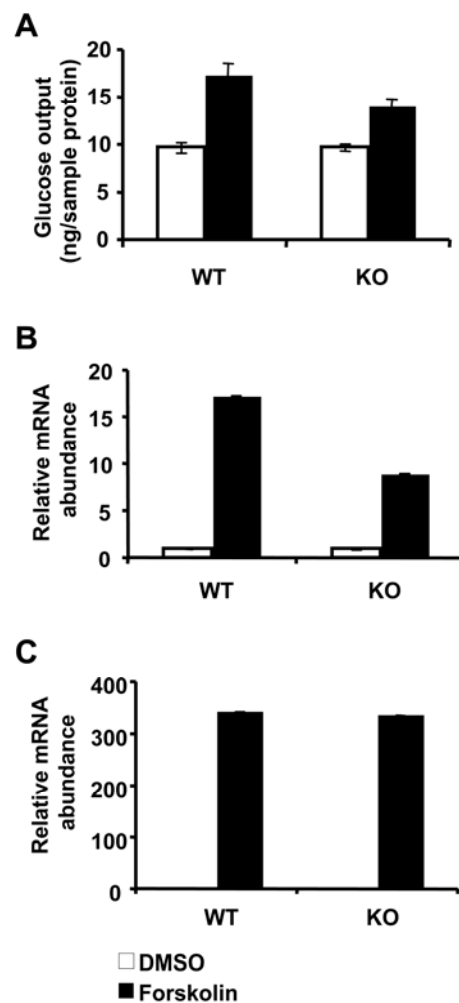 A
Glucose output
(ng/sample protein)
20
15
10
5
0
WT
KO
B
Relative mRNA
abundance
20
15
10
5
0
WT
KO
C
Relative mRNA
abundance
400
300
200
100
0
WT
KO
DMSO
Forskolin